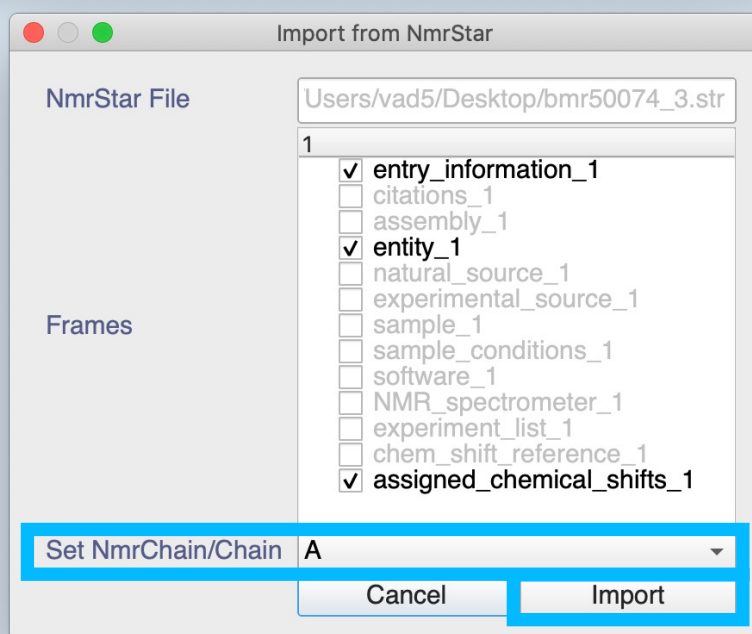 Import from NmrStar
NmrStar File
Users/vad5/Desktop/bmr50074_3.str
1
entry_information_1
citations_1
assembly_1
entity_1
natural_source_1
experimental_source_1
Frames
sample_1
sample_conditions_1
software_1
NMR_spectrometer_1
experiment_list_1
chem_shift_reference_1
assigned_chemical_shifts_1
Set NmrChain/Chain A
Cancel Import